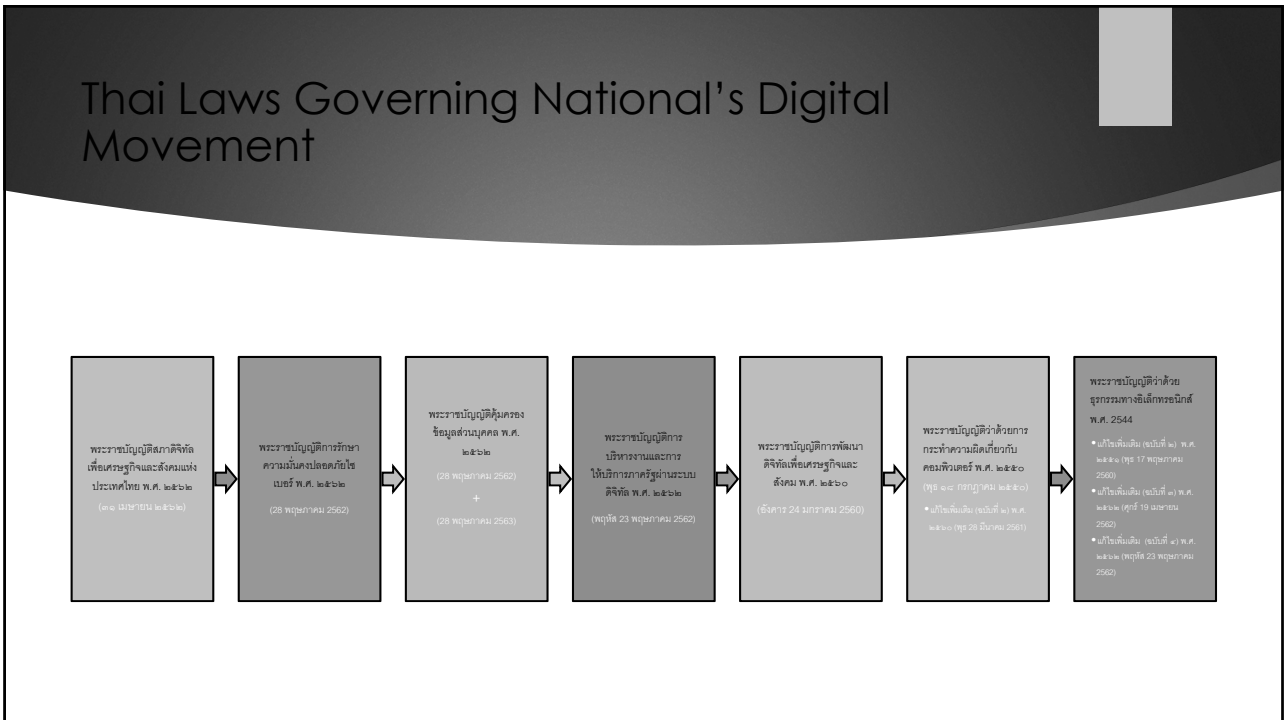 Thai Laws Governing National's Digital
Movement
พระราชบัญญัติสภาดิจิทัล
เพื่อเศรษฐกิจและสังคมแห่ง
ประเทศไทย พ.ศ. ๒๕๖๒
(๓๑ เมษายน ๒๕๖๒)
พระราชบัญญัติการรักษา
ความมั่นคงปลอดภัยไซ
เบอร์ พ.ศ. ๒๕๖๒
(28 พฤษภาคม 2562)
พระราชบัญญัติคุ้มครอง
ข้อมูลส่วนบุคคล พ.ศ.
๒๕๖๒
(28 พฤษภาคม 2562)
+
(28 พฤษภาคม 2563)
พระราชบัญญัติการ
บริหารงานและการ
ให้บริการภาครัฐผ่านระบบ
ดิจิทัล พ.ศ. ๒๕๖๒
(พฤหัส 23 พฤษภาคม 2562)
พระราชบัญญัติการพัฒนา
ดิจิทัลเพื่อเศรษฐกิจและ
สังคม พ.ศ. ๒๕๖๐
(อังคาร 24 มกราคม 2560)
พระราชบัญญัติว่าด้วยการ
กระทำความผิดเกี่ยวกับ
คอมพิวเตอร์ พ.ศ. ๒๕๕๐
(พุธ ๑๘ กรกฎาคม ๒๕๕๐)
•แก้ไขเพิ่มเติม (ฉบับที่ ๒) พ.ศ.
๒๕๖๐ (พุธ 28 มีนาคม 2561)
พระราชบัญญัติว่าด้วย
ธุรกรรมทางอิเล็กทรอนิกส์
พ.ศ. 2544
•แก้ไขเพิ่มเติม (ฉบับที่ ๒) พ.ศ.
๒๕๕๑ (พุธ 17 พฤษภาคม
2560)
•แก้ไขเพิ่มเติม (ฉบับที่ ๓) พ.ศ.
๒๕๖๒ (ศุกร์ 19 เมษายน
2562)
•แก้ไขเพิ่มเติม (ฉบับที่ ๔) พ.ศ.
๒๕๖๒ (พฤหัส 23 พฤษภาคม
2562)